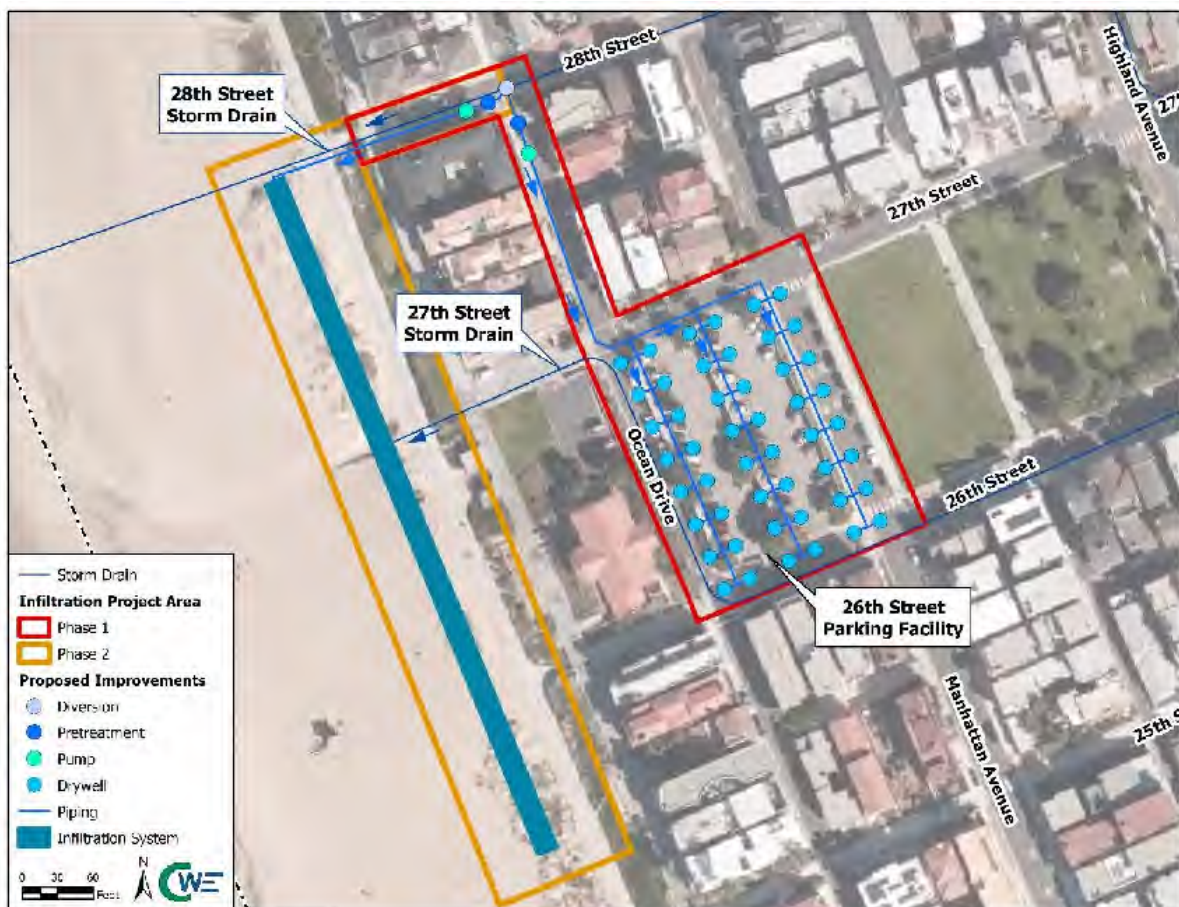 28th Street
Highland Avenue
27t
28th Street
Storm Drain
27th Street
27th Street
Storm Drain
Ocean Drive
26th Street
26th Street
Parking Facility
Manhattan Avenue
25th S
Storm Drain
Infiltration Project Area
Phase 1
Phase 2
Proposed Improvements
Diversion
Pretreatment
Pump
Drywell
Piping
Infiltration System
N
0 30 60
Feet
CWE